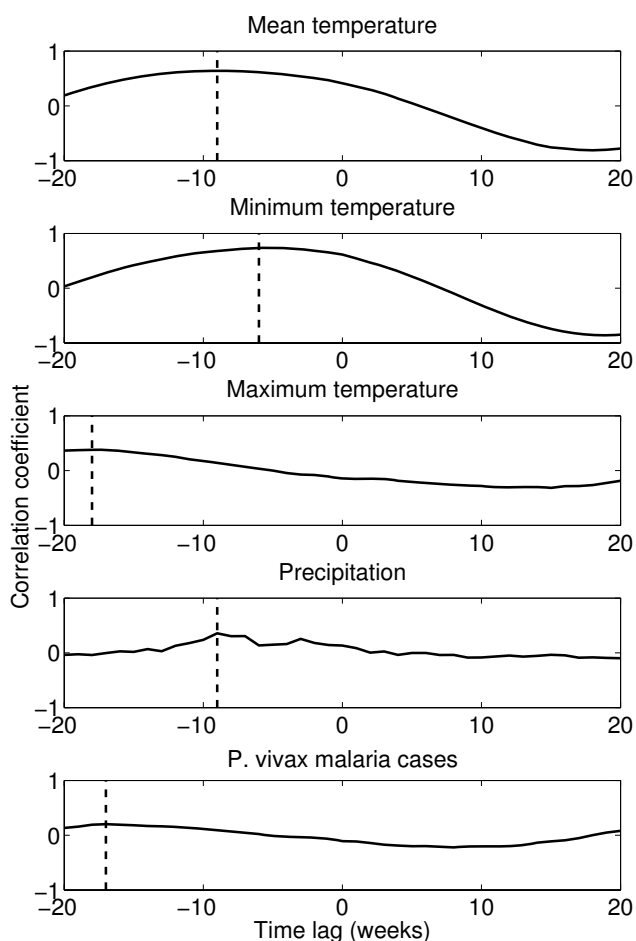 Mean temperature
1
0
−1
−20 −10 0 10 20
Minimum temperature
1
0
−1
−20 −10 0 10 20
Maximum temperature
1
0
−1
−20 −10 0 10 20
Correlation coefficient
Precipitation
1
0
−1
−20 −10 0 10 20
P. vivax malaria cases
1
0
−1
−20 −10 0 10 20
Time lag (weeks)